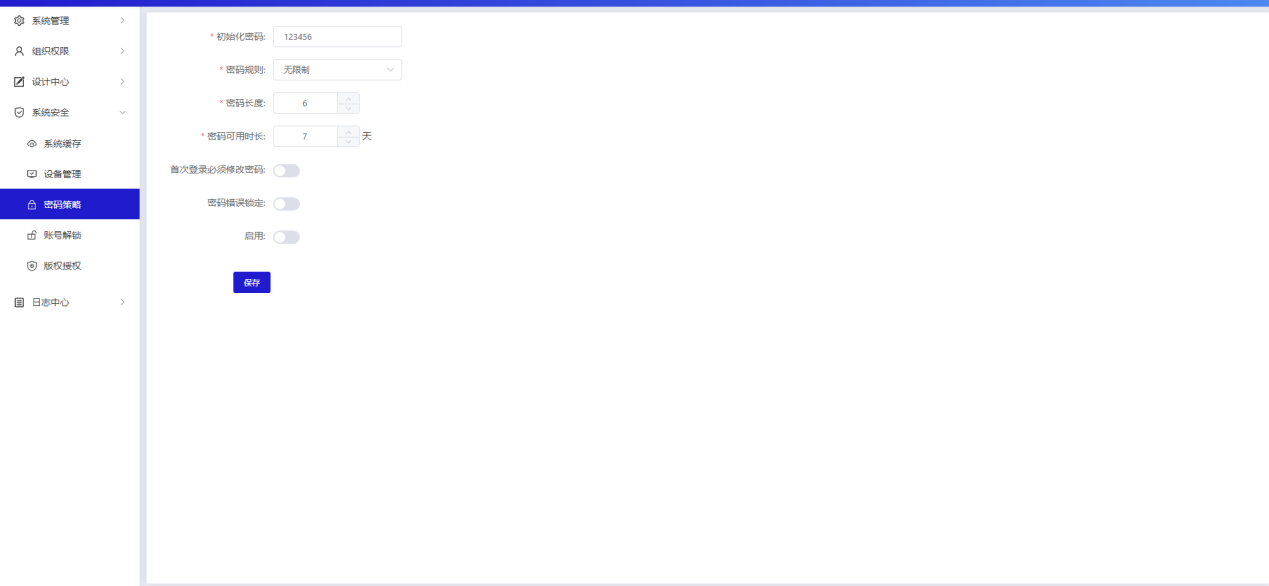 系统管理
组织权限
设计中心
系统安全
系统缓存
设备管理
密码策略
账号解锁
版权授权
日志中心
* 初始化密码: 123456
* 密码规则: 无限制
* 密码长度: 6
* 密码可用时长: 7 天
首次登录必须修改密码:
密码错误锁定:
启用:
保存